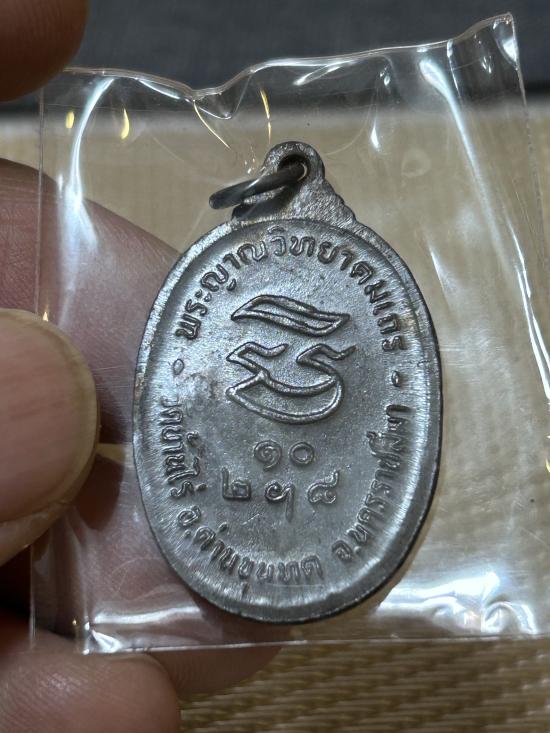 พระญาณวิทยาคมเถร
๑๐
๒ ฯ ๘
วัดบ้านไร่ อ.ด่านขุนทด จ.นครราชสีมา